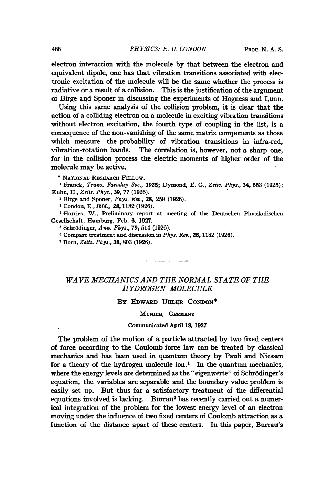 466 PHYSICS: E. U. CONDON PROC. N. A. S.
electron interaction with the molecule by that between the electron and
equivalent dipole, one has that vibration transitions associated with elec-
tronic excitation of the molecule will be the same whether the process is
radiative or a result of a collision. This is the justification of the argument
of Birge and Sponer in discussing the experiments of Hogness and Lunn.
Using this same analysis of the collision problem, it is clear that the
action of a colliding electron on a molecule in exciting vibration transitions
without electron excitation, the fourth type of coupling in the list, is a
consequence of the non-vanishing of the same matrix components as those
which measure the probability of vibration transitions in infra-red,
vibration-rotation bands. The correlation is, however, not a sharp one,
for in the collision process the electric moments of higher order of the
molecule may be active.
* NATIONAL RESEARCH FELLOW.
Franck, Trans. Faraday Soc., 1925; Dymond, E. G., Zeits. Phys., 34, 553 (1925);
Kuhn, H., Zeits. Phys., 39, 77 (1926).
Birge and Sponer, Phys. Rev., 28, 259 (1926).
Condon, E., Ibid., 28, 1182 (1926).
W., Preliminary report at meeting of the Deutschen Physikalischen
Gesellschaft, Hamburg, Feb. 6, 1927.
Schrödinger, Ann. Phys., 79, (1926).
Compare treatment and discussion in Phys. Rev., 28, 1182 (1926).
Born, Zeits. Phys., 38, 803 (1926).
WAVE MECHANICS AND THE NORMAL STATE OF THE
HYDROGEN MOLECULE
BY EDWARD UHLER CONDON*
MUNICH, GERMANY
Communicated April 18, 1927
The problem of the motion of a particle attracted by two fixed centers
of force according to the Coulomb force law can be treated by classical
mechanics and has been used in quantum theory by Pauli and Niessen
for a theory of the hydrogen molecule ion.¹ In the quantum mechanics,
where the energy levels are determined as the "eigenwerte" of Schrödinger's
equation, the variables are separable and the boundary value problem is
easily set up. But thus far a satisfactory treatment of the differential
equations involved is lacking. Burrau² has recently carried out a numer-
ical integration of the problem for the lowest energy level of an electron
moving under the influence of two fixed centers of Coulomb attraction as a
function of the distance apart of these centers. In this paper, Burrau's